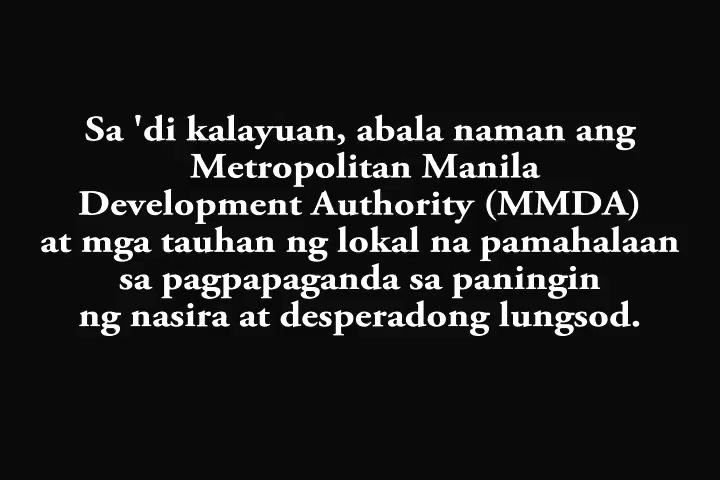 Sa 'di kalayuan, abala naman ang
Metropolitan Manila
Development Authority (MMDA)
at mga tauhan ng lokal na pamahalaan
sa pagpapaganda sa paningin
ng nasira at desperadong lungsod.